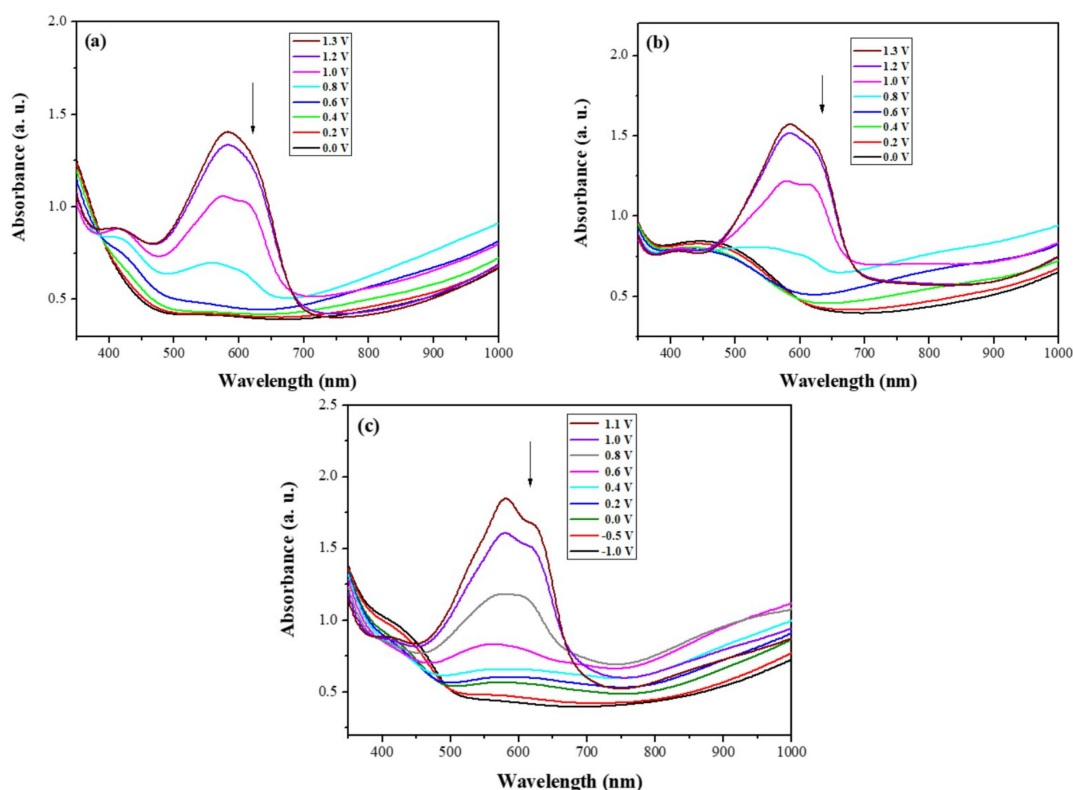 (a)
2.0
1.5
1.0
0.5
Absorbance (a. u.)
400 500 600 700 800 900 1000
Wavelength (nm)
1.3 V
1.2 V
1.0 V
0.8 V
0.6 V
0.4 V
0.2 V
0.0 V
(b)
2.0
1.5
1.0
0.5
Absorbance (a. u.)
400 500 600 700 800 900 1000
Wavelength (nm)
1.3 V
1.2 V
1.0 V
0.8 V
0.6 V
0.4 V
0.2 V
0.0 V
(c)
2.5
2.0
1.5
1.0
0.5
Absorbance (a. u.)
400 500 600 700 800 900 1000
Wavelength (nm)
1.1 V
1.0 V
0.8 V
0.6 V
0.4 V
0.2 V
0.0 V
-0.5 V
-1.0 V